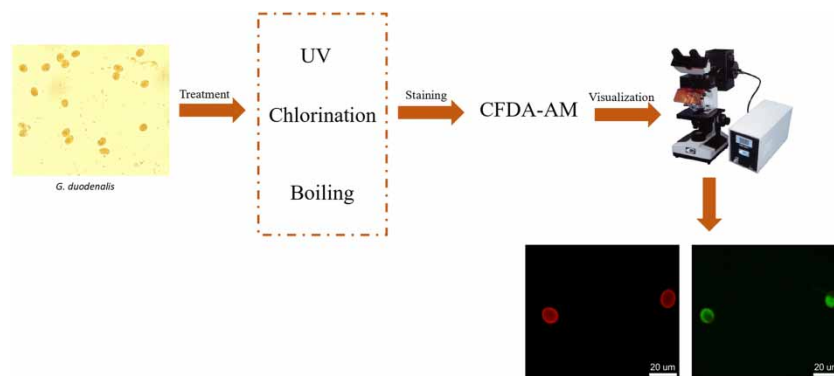 G. duodenalis
Treatment
UV
Chlorination
Boiling
Staining
CFDA-AM
Visualization
20 um
20 um